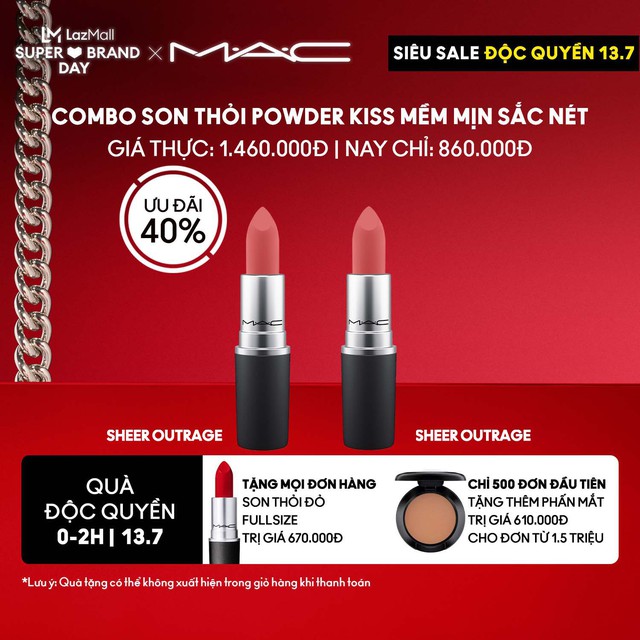 LM LazMall
SUPER BRAND
DAY
× M·A·C
SIÊU SALE ĐỘC QUYỀN 13.7
COMBO SON THỎI POWDER KISS MỀM MỊN SẮC NÉT
GIÁ THỰC: 1.460.000Đ | NAY CHỈ: 860.000Đ
ƯU ĐÃI
40%
MAC
MAC
SHEER OUTRAGE
SHEER OUTRAGE
QUÀ
ĐỘC QUYỀN
0-2H | 13.7
MAC
TẶNG MỌI ĐƠN HÀNG
SON THỎI ĐỎ
FULLSIZE
TRỊ GIÁ 670.000Đ
CHỈ 500 ĐƠN ĐẦU TIÊN
TẶNG THÊM PHẤN MẮT
TRỊ GIÁ 610.000Đ
CHO ĐƠN TỪ 1.5 TRIỆU
*Lưu ý: Quà tặng có thể không xuất hiện trong giỏ hàng khi thanh toán